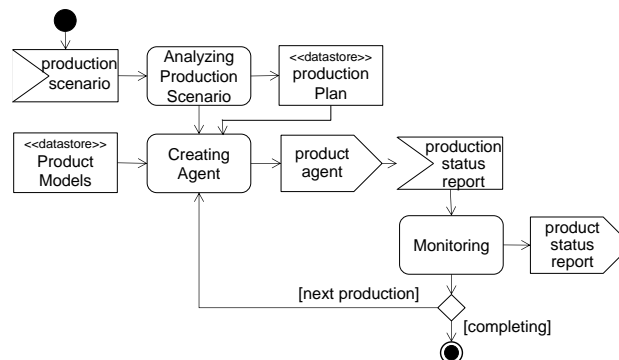 production
scenario
Analyzing
Production
Scenario
<<datastore>>
production
Plan
<<datastore>>
Product
Models
Creating
Agent
product
agent
production
status
report
Monitoring
product
status
report
[next production]
[completing]